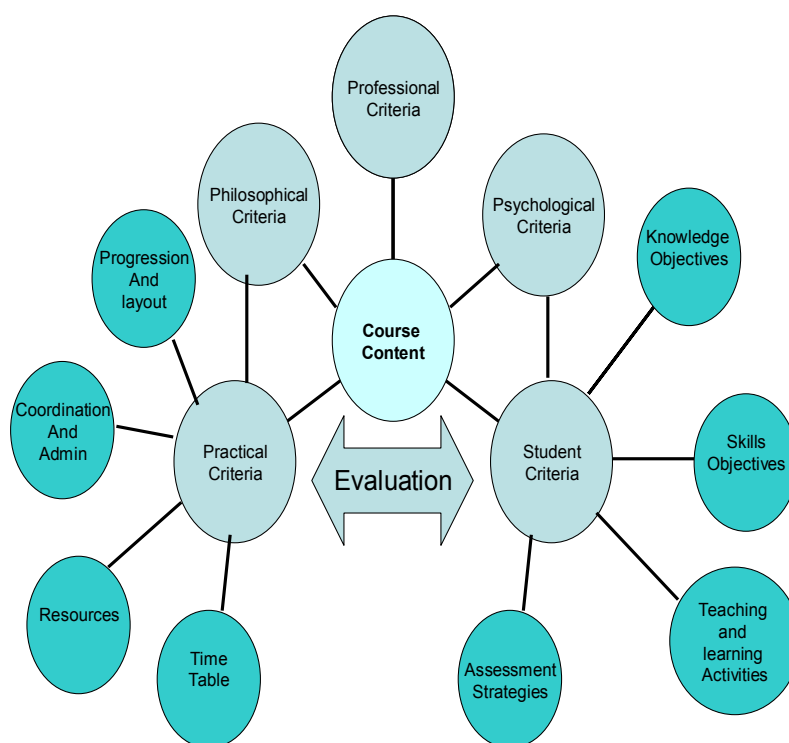 Professional
Criteria
Philosophical
Criteria
Psychological
Criteria
Knowledge
Objectives
Progression
And
layout
Course
Content
Coordination
And
Admin
Practical
Criteria
Evaluation
Student
Criteria
Skills
Objectives
Resources
Time
Table
Assessment
Strategies
Teaching
and
learning
Activities